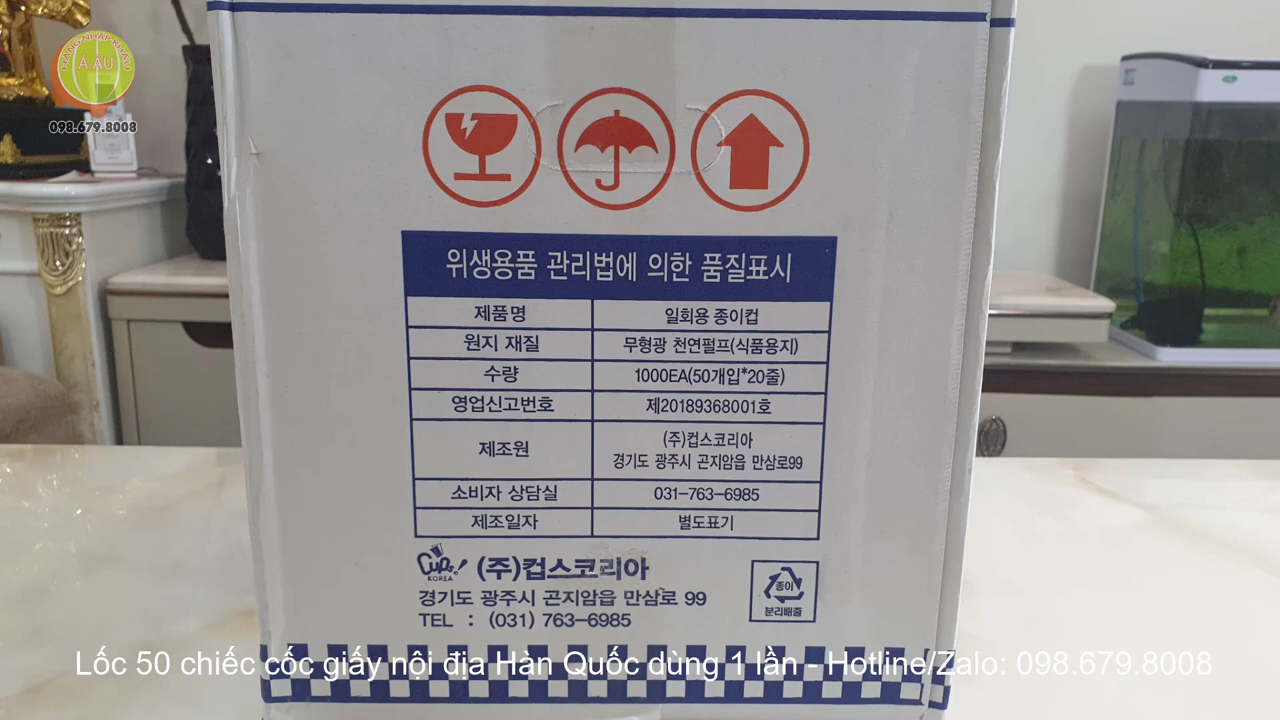 HÀNG NHẬP KHẨU
Á ÂU
098.679.8008
위생용품 관리법에 의한 품질표시
제품명 일회용 종이컵
원지 재질 무형광 천연펄프(식품용지)
수량 1000EA(50개입*20줄)
영업신고번호 제20189368001호
제조원 (주)컵스코리아
경기도 광주시 곤지암읍 만삼로99
소비자 상담실 031-763-6985
제조일자 별도표기
Cups! KOREA (주)컵스코리아
경기도 광주시 곤지암읍 만삼로 99
TEL : (031) 763-6985
종이
분리배출
Lốc 50 chiếc cốc giấy nội địa Hàn Quốc dùng 1 lần - Hotline/Zalo: 098.679.8008